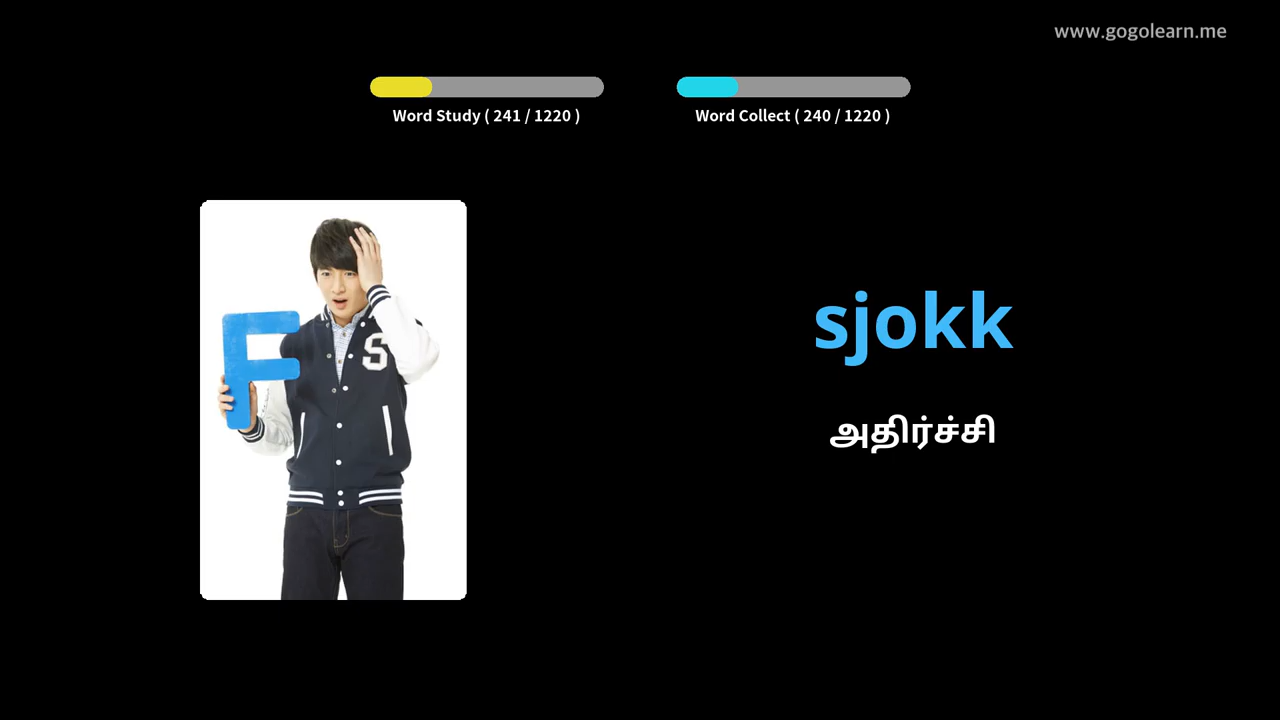 www.gogolearn.me
Word Study ( 241 / 1220 )
Word Collect ( 240 / 1220 )
F
S
sjokk
அதிர்ச்சி